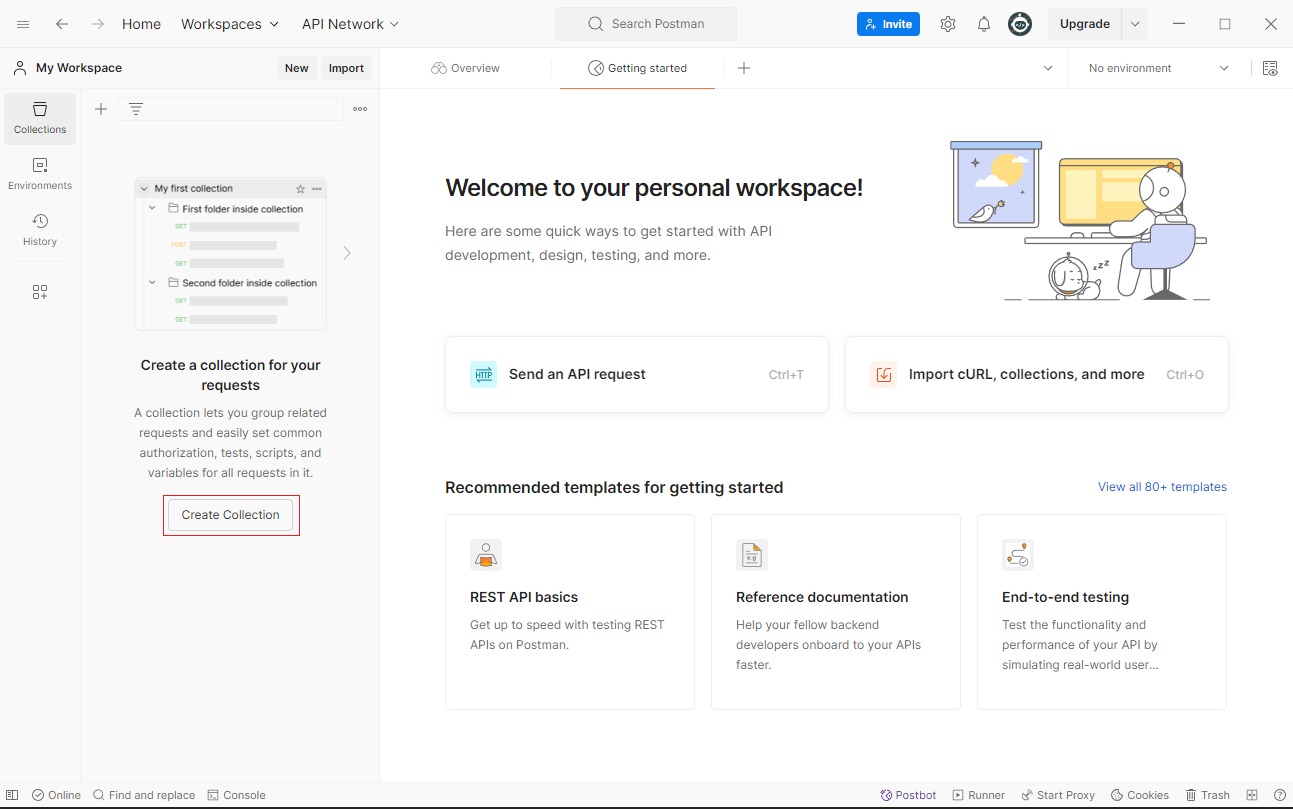 Home Workspaces API Network Search Postman Invite Upgrade
My Workspace New Import Overview Getting started No environment
Collections
Environments
History
My first collection
First folder inside collection
GET
POST
GET
Second folder inside collection
GET
GET
Create a collection for your
requests
A collection lets you group related
requests and easily set common
authorization, tests, scripts, and
variables for all requests in it.
Create Collection
Welcome to your personal workspace!
Here are some quick ways to get started with API
development, design, testing, and more.
zzz
HTTP Send an API request Ctrl+T
Import cURL, collections, and more Ctrl+O
Recommended templates for getting started View all 80+ templates
REST API basics
Get up to speed with testing REST
APIs on Postman.
Reference documentation
Help your fellow backend
developers onboard to your APIs
faster.
End-to-end testing
Test the functionality and
performance of your API by
simulating real-world user...
Online Find and replace Console Postbot Runner Start Proxy Cookies Trash